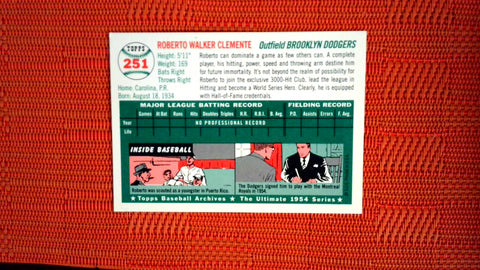 TOPPS
251
ROBERTO WALKER CLEMENTE Outfield BROOKLYN DODGERS
Height: 5'11"
Weight: 169
Bats Right
Throws Right
Home: Carolina, P.R.
Born: August 18, 1934
Roberto can dominate a game as few others can. A complete
player, his hitting, power, speed and throwing arm destine him
for future immortality. It's not beyond the realm of possibility for
Roberto to join the exclusive 3000-Hit Club, lead the league in
Hitting and become a World Series Hero. Clearly, he is equipped
with Hall-of-Fame credentials.
MAJOR LEAGUE BATTING RECORD FIELDING RECORD
Games At Bat Runs Hits Doubles Triples H.R. R.B.I. B. Avg. P.O. Assists Errors F. Avg.
Year NO PROFESSIONAL RECORD
Life
INSIDE BASEBALL
Roberto was scouted as a youngster in Puerto Rico.
The Dodgers signed him to play with the Montreal
Royals in 1954.
★ Topps Baseball Archives ★ The Ultimate 1954 Series ★